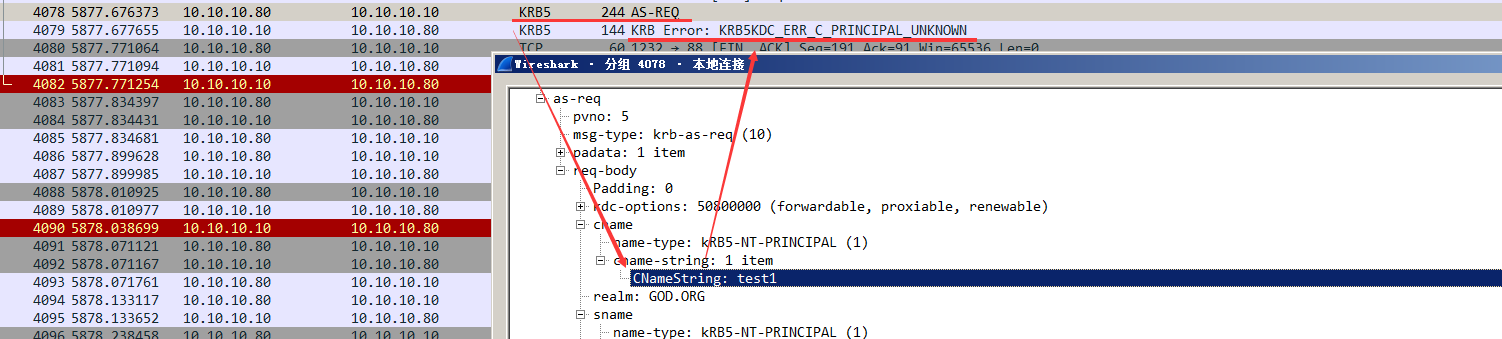 4078 5877.676373 10.10.10.80 10.10.10.10 KRB5 244 AS-REQ
4079 5877.677655 10.10.10.10 10.10.10.80 KRB5 144 KRB Error: KRB5KDC_ERR_C_PRINCIPAL_UNKNOWN
4080 5877.771064 10.10.10.80 10.10.10.10 TCP 60 1232 → 88 [FIN, ACK] Seq=191 Ack=91 Win=65536 Len=0
4081 5877.771094 10.10.10.10 10.10.10.80
4082 5877.771254 10.10.10.10 10.10.10.80
4083 5877.834397 10.10.10.80 10.10.10.10
4084 5877.834431 10.10.10.10 10.10.10.80
4085 5877.834681 10.10.10.80 10.10.10.10
4086 5877.899628 10.10.10.80 10.10.10.10
4087 5877.899985 10.10.10.10 10.10.10.80
4088 5878.010925 10.10.10.80 10.10.10.10
4089 5878.010977 10.10.10.10 10.10.10.80
4090 5878.038699 10.10.10.10 10.10.10.80
4091 5878.071121 10.10.10.80 10.10.10.10
4092 5878.071167 10.10.10.10 10.10.10.80
4093 5878.071761 10.10.10.80 10.10.10.10
4094 5878.133117 10.10.10.80 10.10.10.10
4095 5878.133652 10.10.10.10 10.10.10.80
4096 5878.238458 10.10.10.80 10.10.10.10
Wireshark · 分组 4078 · 本地连接
as-req
pvno: 5
msg-type: krb-as-req (10)
padata: 1 item
req-body
Padding: 0
kdc-options: 50800000 (forwardable, proxiable, renewable)
cname
name-type: kRB5-NT-PRINCIPAL (1)
cname-string: 1 item
CNameString: test1
realm: GOD.ORG
sname
name-type: kRB5-NT-PRINCIPAL (1)